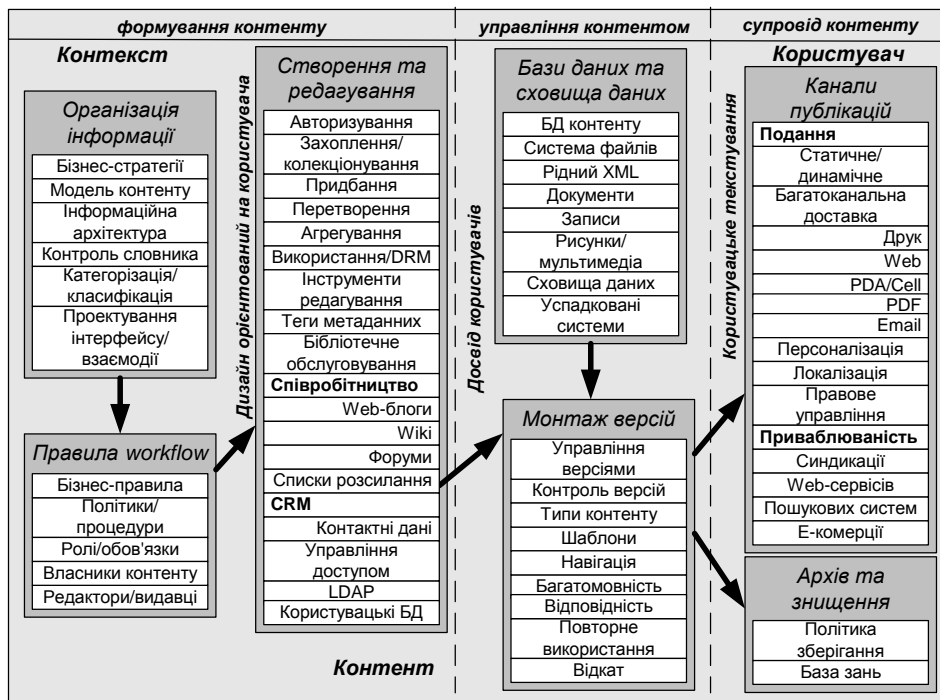 формування контенту
управління контентом
супровід контенту
Контекст
Організація
інформації
Бізнес-стратегії
Модель контенту
Інформаційна
архітектура
Контроль словника
Категорізація/
класифікація
Проектування
інтерфейсу/
взаємодії
Правила workflow
Бізнес-правила
Політики/
процедури
Ролі/обов'язки
Власники контенту
Редактори/видавці
Дизайн орієнтований на користувача
Створення та
редагування
Авторизування
Захоплення/
колекціонування
Придбання
Перетворення
Агрегування
Використання/DRM
Інструменти
редагування
Теги метаданних
Бібліотечне
обслуговування
Співробітництво
Web-блоги
Wiki
Форуми
Списки розсилання
CRM
Контактні дані
Управління
доступом
LDAP
Користувацькі БД
Контент
Досвід користувачів
Бази даних та
сховища даних
БД контенту
Система файлів
Рідний XML
Документи
Записи
Рисунки/
мультимедіа
Сховища даних
Успадковані
системи
Монтаж версій
Управління
версіями
Контроль версій
Типи контенту
Шаблони
Навігація
Багатомовність
Відповідність
Повторне
використання
Відкат
Користувацьке текстування
Користувач
Канали
публікацій
Подання
Статичне/
динамічне
Багатоканальна
доставка
Друк
Web
PDA/Cell
PDF
Email
Персоналізація
Локалізація
Правове
управління
Приваблюваність
Синдикації
Web-сервісів
Пошукових систем
Е-комерції
Архів та
знищення
Політика
зберігання
База зань